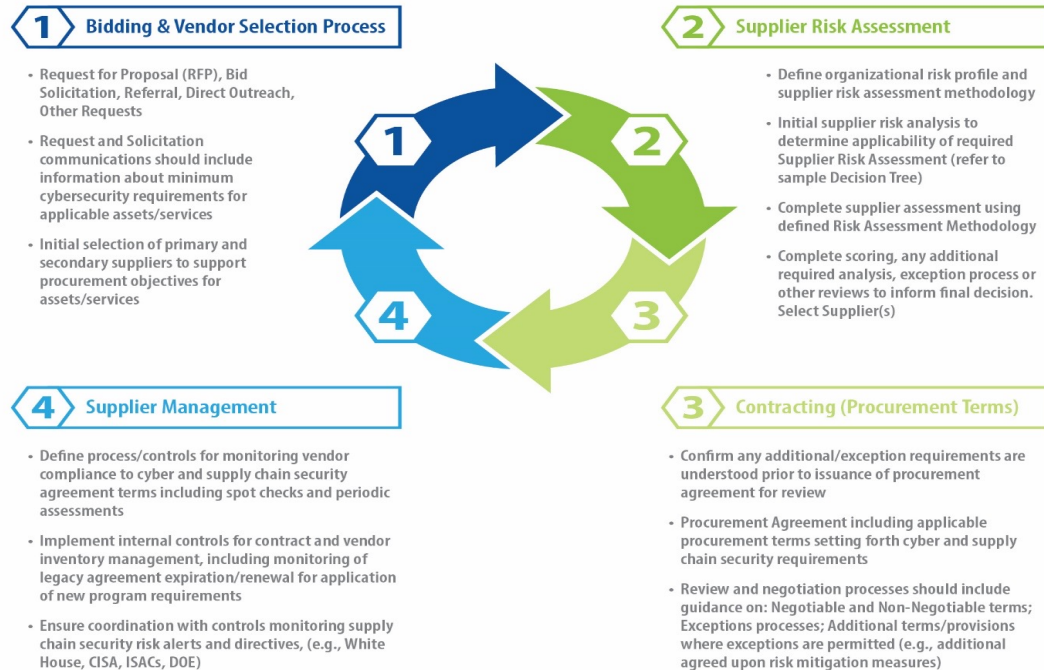 1 Bidding & Vendor Selection Process
• Request for Proposal (RFP), Bid
Solicitation, Referral, Direct Outreach,
Other Requests
• Request and Solicitation
communications should include
information about minimum
cybersecurity requirements for
applicable assets/services
• Initial selection of primary and
secondary suppliers to support
procurement objectives for
assets/services
2 Supplier Risk Assessment
• Define organizational risk profile and
supplier risk assessment methodology
• Initial supplier risk analysis to
determine applicability of required
Supplier Risk Assessment (refer to
sample Decision Tree)
• Complete supplier assessment using
defined Risk Assessment Methodology
• Complete scoring, any additional
required analysis, exception process or
other reviews to inform final decision.
Select Supplier(s)
1
2
3
4
4 Supplier Management
• Define process/controls for monitoring vendor
compliance to cyber and supply chain security
agreement terms including spot checks and periodic
assessments
• Implement internal controls for contract and vendor
inventory management, including monitoring of
legacy agreement expiration/renewal for application
of new program requirements
• Ensure coordination with controls monitoring supply
chain security risk alerts and directives, (e.g., White
House, CISA, ISACs, DOE)
3 Contracting (Procurement Terms)
• Confirm any additional/exception requirements are
understood prior to issuance of procurement
agreement for review
• Procurement Agreement including applicable
procurement terms setting forth cyber and supply
chain security requirements
• Review and negotiation processes should include
guidance on: Negotiable and Non-Negotiable terms;
Exceptions processes; Additional terms/provisions
where exceptions are permitted (e.g., additional
agreed upon risk mitigation measures)